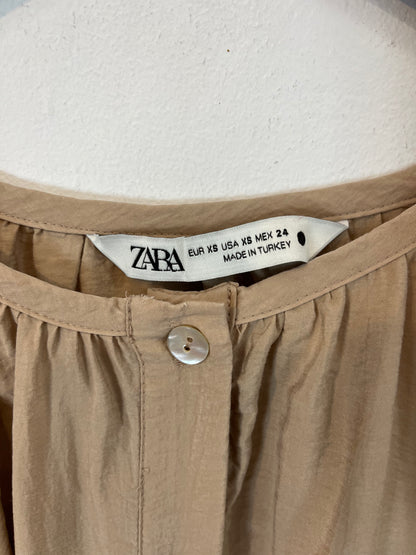 ZARA
EUR XS USA XS MEX 24
MADE IN TURKEY